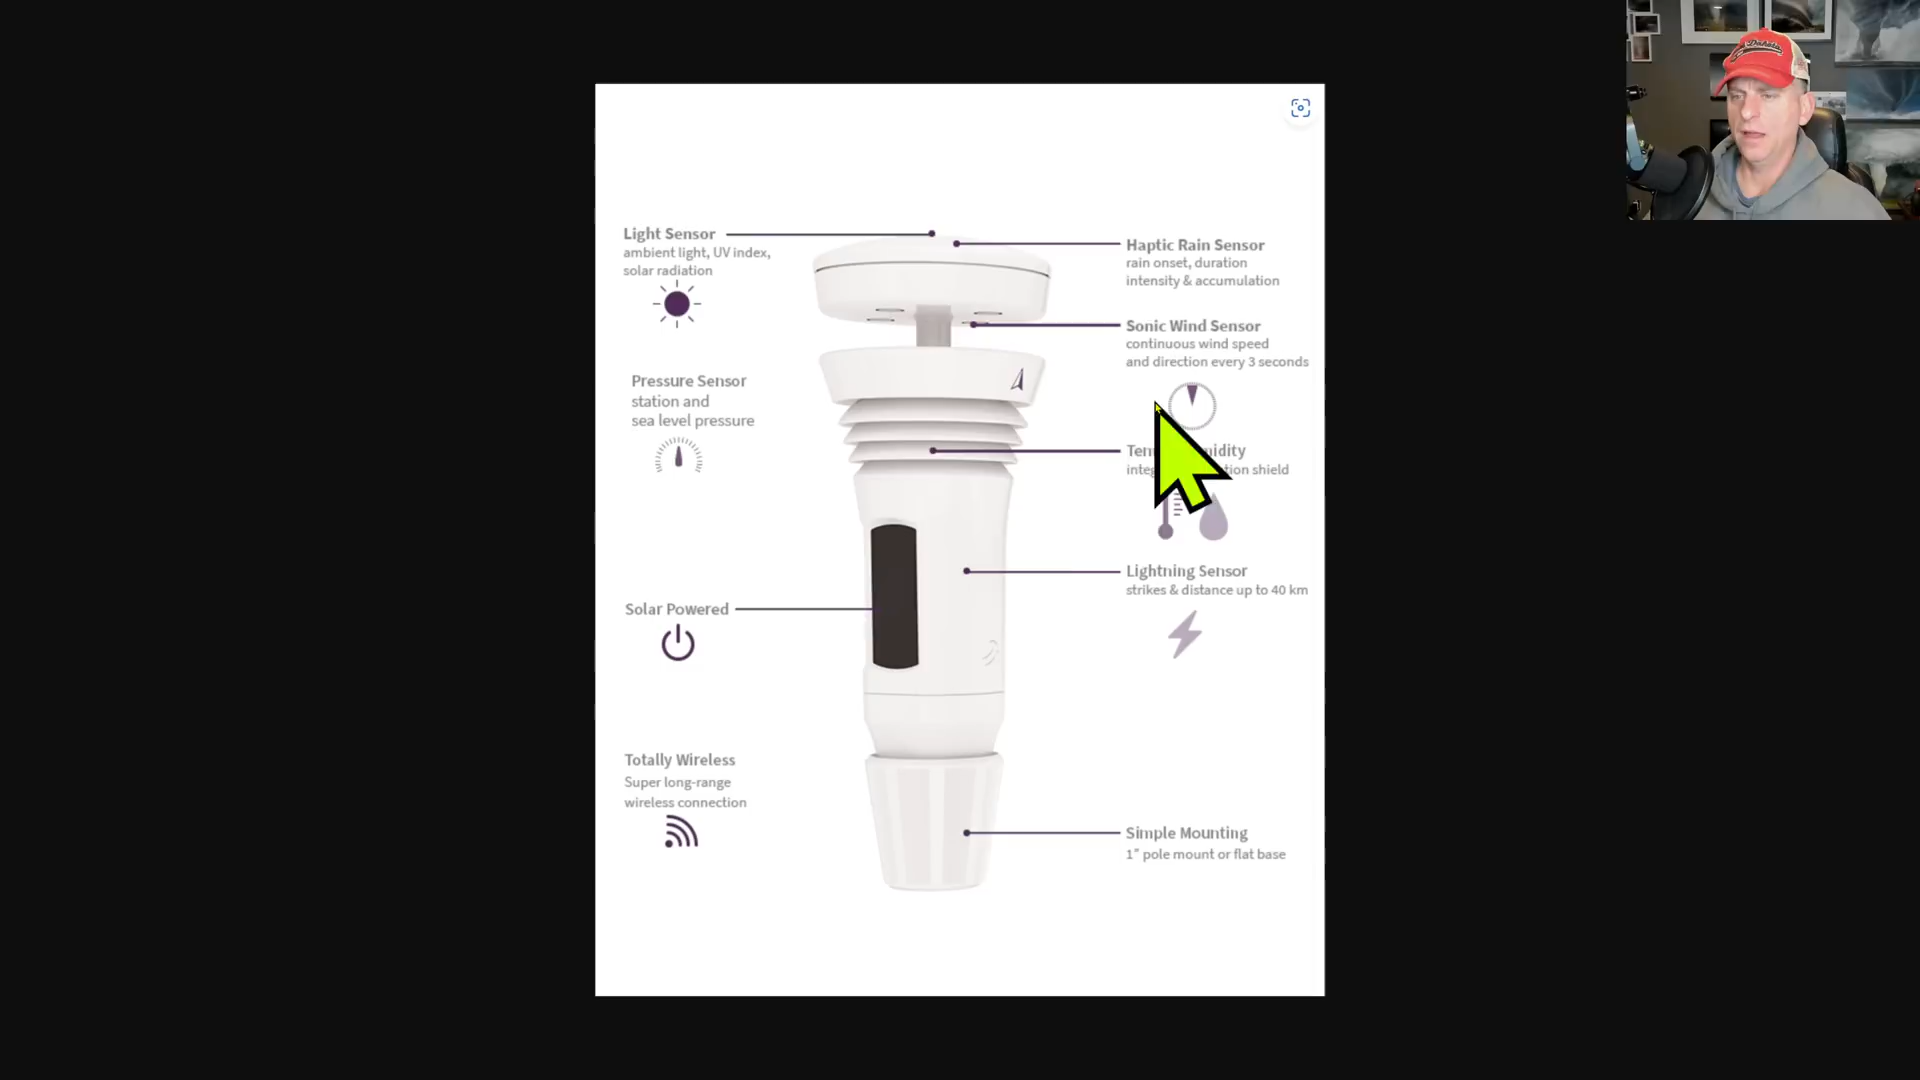 Light Sensor
ambient light, UV index,
solar radiation
Haptic Rain Sensor
rain onset, duration
intensity & accumulation
Sonic Wind Sensor
continuous wind speed
and direction every 3 seconds
Pressure Sensor
station and
sea level pressure
shield
Lightning Sensor
strikes & distance up to 40 km
Solar Powered
Totally Wireless
Super long-range
wireless connection
Simple Mounting
1" pole mount or flat base